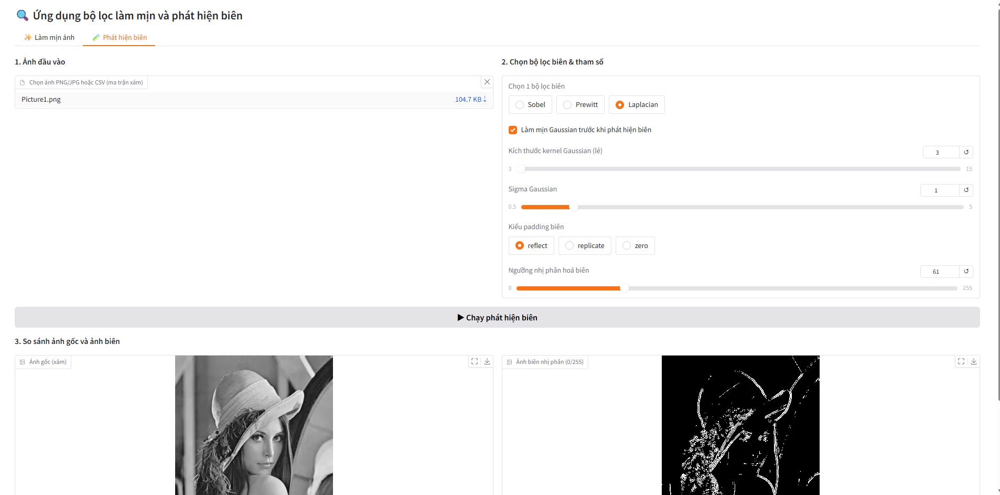 Ứng dụng bộ lọc làm mịn và phát hiện biên
Làm mịn ảnh
Phát hiện biên
1. Ảnh đầu vào
Chọn ảnh PNG/JPG hoặc CSV (ma trận xám)
Picture1.png
104.7 KB ⇣
2. Chọn bộ lọc biên & tham số
Chọn 1 bộ lọc biên
Sobel
Prewitt
Laplacian
Làm mịn Gaussian trước khi phát hiện biên
Kích thước kernel Gaussian (lẻ)
3
3
15
Sigma Gaussian
1
0.5
5
Kiểu padding biên
reflect
replicate
zero
Ngưỡng nhị phân hoá biên
61
0
255
▶ Chạy phát hiện biên
3. So sánh ảnh gốc và ảnh biên
Ảnh gốc (xám)
Ảnh biên nhị phân (0/255)